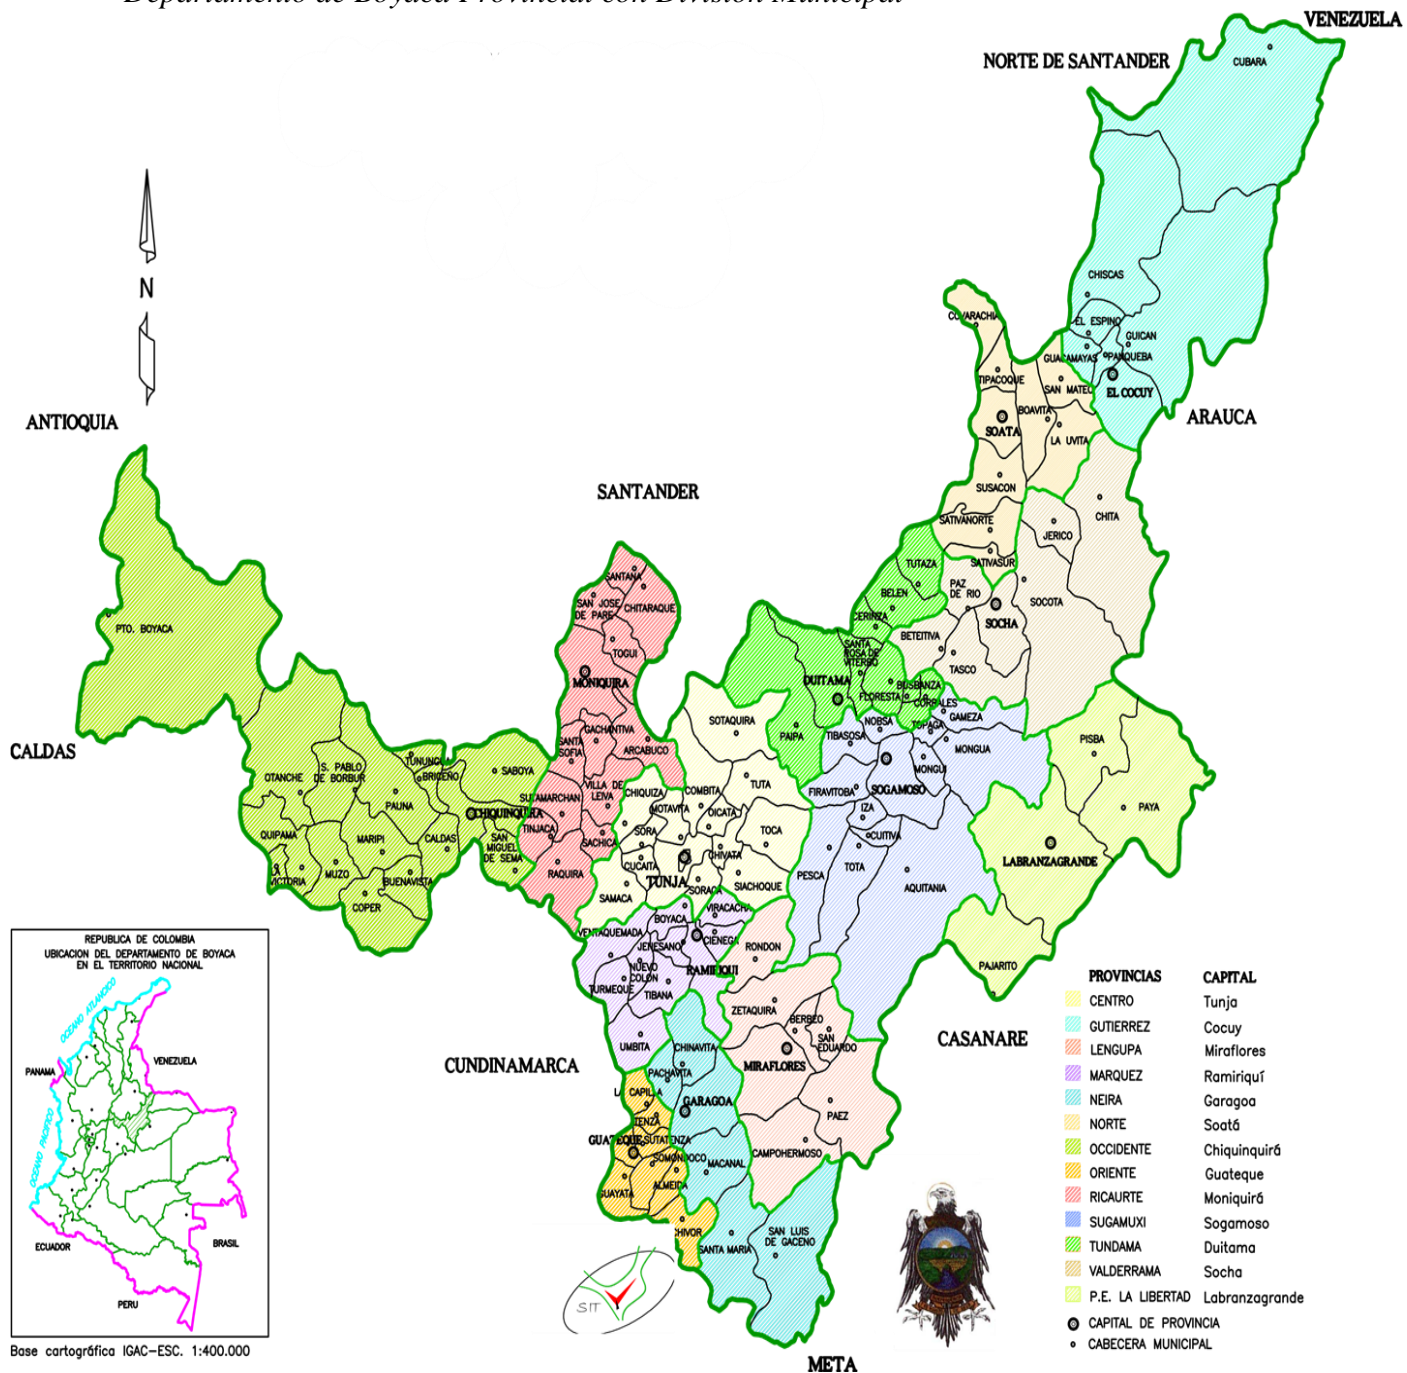 Departamento de Boyacá Provincial con División Municipal
VENEZUELA
NORTE DE SANTANDER
CUBARA
N
CHISCAS
COVARACHIA
EL ESPINO
GUICAN
GUACAMAYAS
PANQUEBA
TIPACOQUE
SAN MATEO
EL COCUY
ANTIOQUIA
BOAVITA
ARAUCA
SOATA
LA UVITA
SANTANDER
SUSACON
CHITA
SATIVANORTE
JERICO
SATIVASUR
TUTAZA
SANTANA
PAZ
DE RIO
BELEN
SOCOTA
SAN JOSE
DE PARE
CHITARAQUE
CERINZA
SOCHA
PTO. BOYACA
BETEITIVA
TOGUI
SANTA
ROSA DE
VITERBO
TASCO
MONIQUIRA
DUITAMA
BUSBANZA
FLORESTA
CORRALES
SOTAQUIRA
NOBSA
GAMEZA
GACHANTIVA
TOPAGA
PAIPA
TIBASOSA
MONGUA
PISBA
CALDAS
SANTA
SOFIA
ARCABUCO
TUNUNGUA
S. PABLO
DE BORBUR
OTANCHE
BRICEÑO
SABOYA
MONGUI
TUTA
VILLA DE
LEIVA
CHIQUIZA
COMBITA
FIRAVITOBA
SOGAMOSO
PAUNA
SUTAMARCHAN
MOTAVITA
OICATA
IZA
PAYA
CHIQUINQUIRA
QUIPAMA
MARIPI
CALDAS
SAN
MIGUEL
DE SEMA
TINJACA
SACHICA
SORA
TOCA
CUITIVA
CHIVATA
LABRANZAGRANDE
LA
VICTORIA
MUZO
BUENAVISTA
RAQUIRA
CUCAITA
TUNJA
SIACHOQUE
PESCA
TOTA
AQUITANIA
COPER
SAMACA
SORACA
BOYACA
VIRACACHA
VENTAQUEMADA
JENESANO
CIENEGA
RONDON
NUEVO
COLON
RAMIRIQUI
PAJARITO
TURMEQUE
TIBANA
ZETAQUIRA
BERBEO
SAN
EDUARDO
UMBITA
CHINAVITA
CASANARE
CUNDINAMARCA
MIRAFLORES
PACHAVITA
LA CAPILLA
GARAGOA
PAEZ
TENZA
GUATEQUE
SUTATENZA
CAMPOHERMOSO
SOMONDOCO
MACANAL
GUAYATA
ALMEIDA
CHIVOR
SANTA MARIA
SAN LUIS
DE GACENO
SIT
META
REPUBLICA DE COLOMBIA
UBICACION DEL DEPARTAMENTO DE BOYACA
EN EL TERRITORIO NACIONAL
OCEANO ATLANTICO
PANAMA
VENEZUELA
OCEANO PACIFICO
ECUADOR
BRASIL
PERU
Base cartográfica IGAC-ESC. 1:400.000
PROVINCIAS CAPITAL
CENTRO Tunja
GUTIERREZ Cocuy
LENGUPA Miraflores
MARQUEZ Ramiriquí
NEIRA Garagoa
NORTE Soatá
OCCIDENTE Chiquinquirá
ORIENTE Guateque
RICAURTE Moniquirá
SUGAMUXI Sogamoso
TUNDAMA Duitama
VALDERRAMA Socha
P.E. LA LIBERTAD Labranzagrande
CAPITAL DE PROVINCIA
CABECERA MUNICIPAL